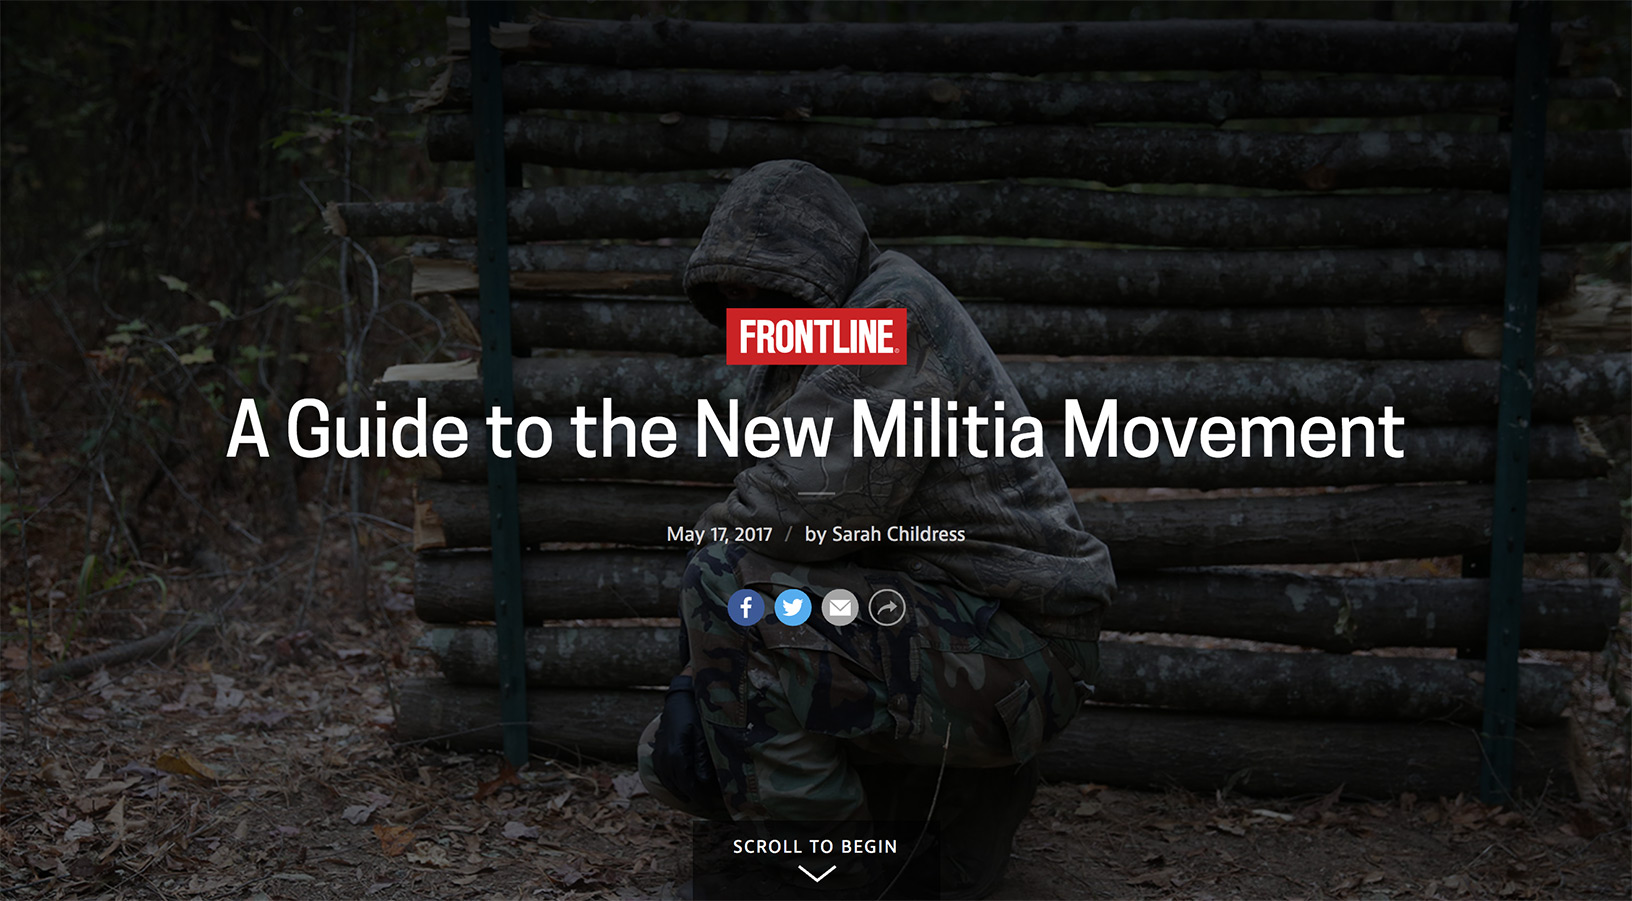 FRONTLINE
A Guide to the New Militia Movement
May 17, 2017 / by Sarah Childress
SCROLL TO BEGIN